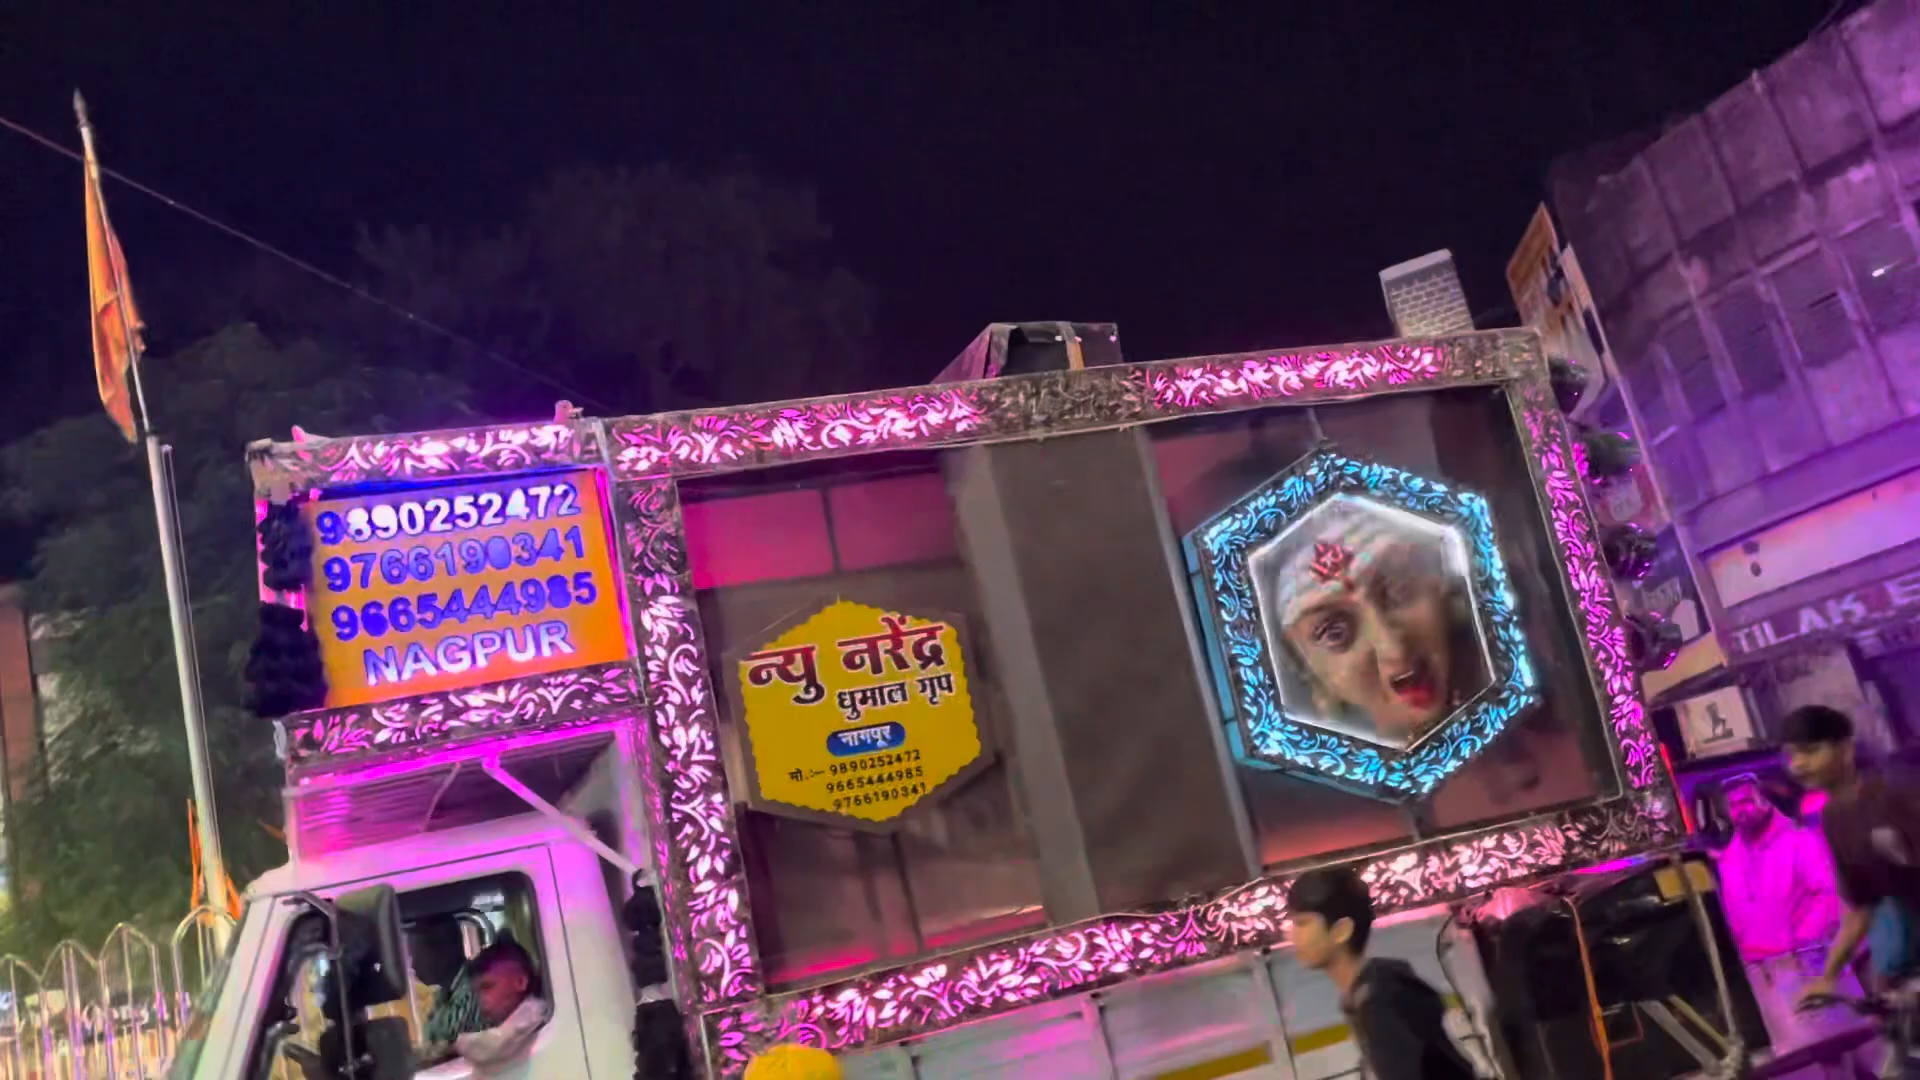 9890252472
9766190341
9665444985
NAGPUR
न्यु नरेंद्र
धुमाल गृप
नागपूर
मो.:- 9890252472
9665444985
9766190341
TILAK